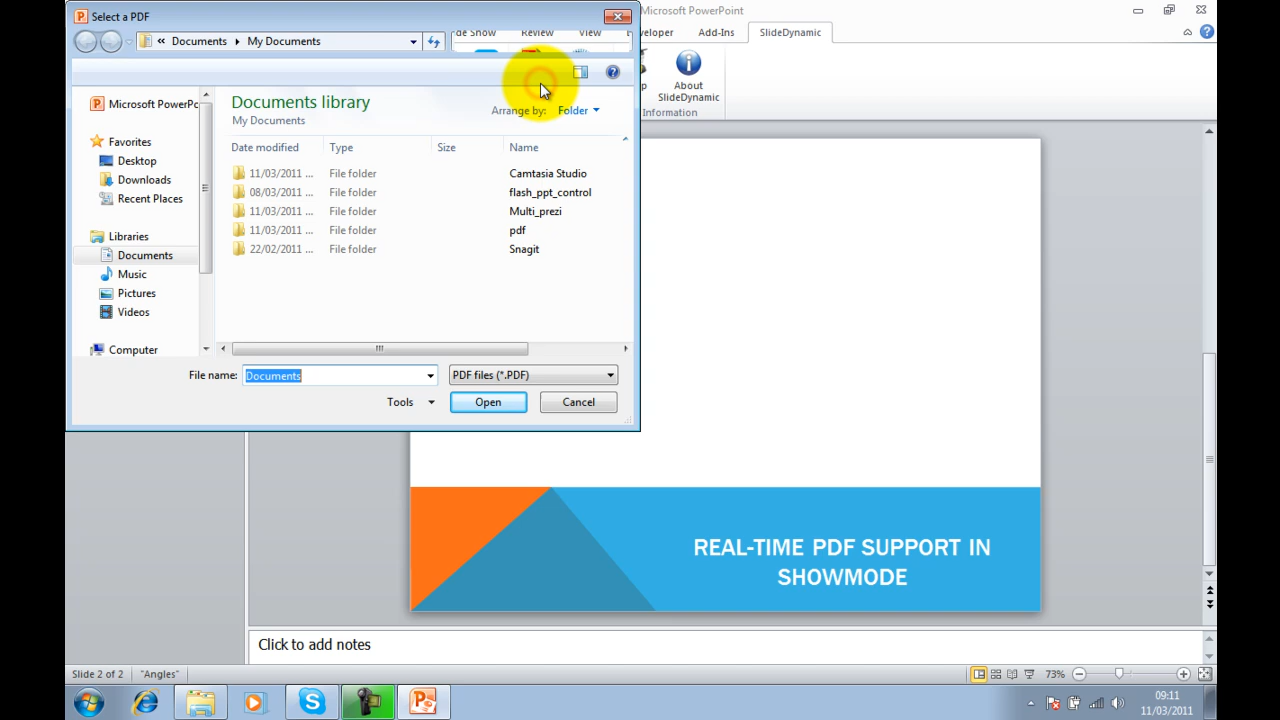 Select a PDF
Microsoft PowerPoint
« Documents My Documents
Review View
eloper Add-Ins SlideDynamic
About
SlideDynamic
Information
Microsoft PowerPc
Favorites
Desktop
Downloads
Recent Places
Libraries
Documents
Music
Pictures
Videos
Computer
Documents library
My Documents
Arrange by: Folder
Date modified Type Size Name
11/03/2011 ... File folder Camtasia Studio
08/03/2011 ... File folder flash_ppt_control
11/03/2011 ... File folder Multi_prezi
11/03/2011 ... File folder pdf
22/02/2011 ... File folder Snagit
File name: Documents PDF files (*.PDF)
Tools Open Cancel
REAL-TIME PDF SUPPORT IN
SHOWMODE
Click to add notes
Slide 2 of 2 "Angles" 73%
09:11
11/03/2011